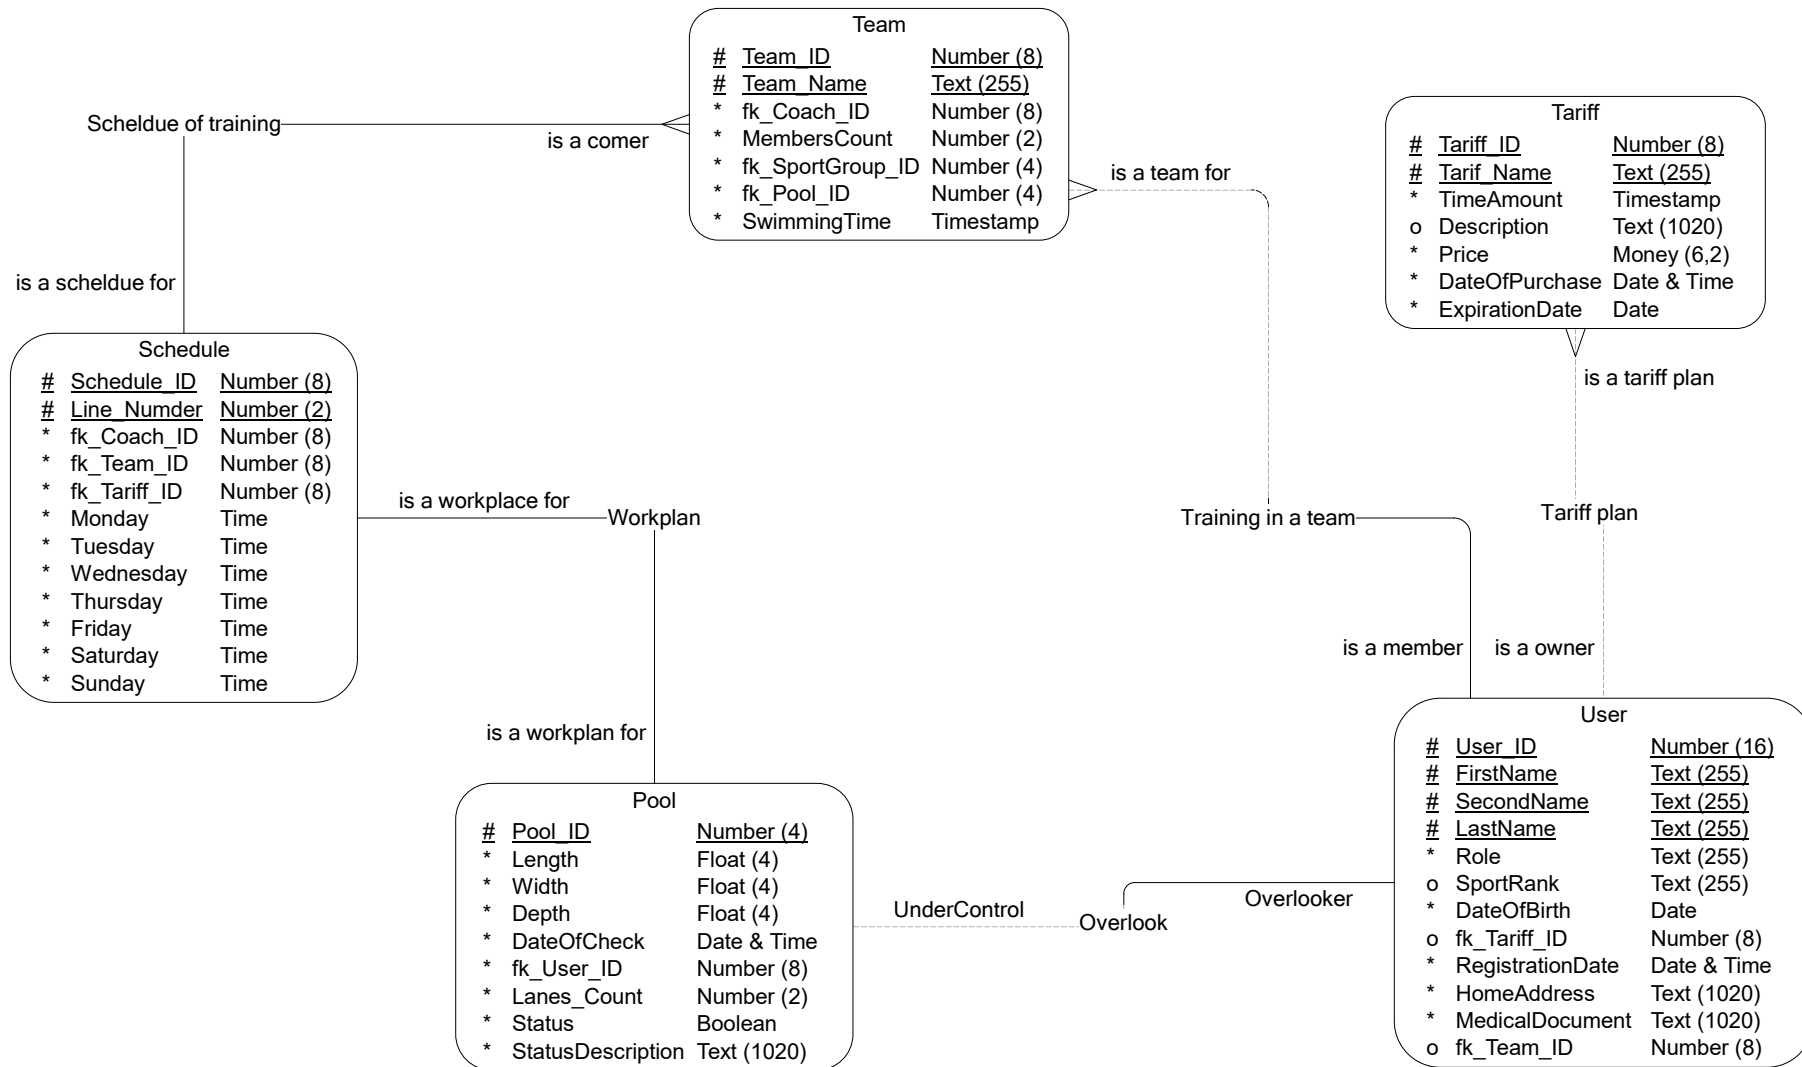 Team
# Team_ID Number (8)
# Team_Name Text (255)
* fk_Coach_ID Number (8)
* MembersCount Number (2)
* fk_SportGroup_ID Number (4)
* fk_Pool_ID Number (4)
* SwimmingTime Timestamp
Scheldue of training
is a comer
is a team for
Tariff
# Tariff_ID Number (8)
# Tarif_Name Text (255)
* TimeAmount Timestamp
o Description Text (1020)
* Price Money (6,2)
* DateOfPurchase Date & Time
* ExpirationDate Date
is a scheldue for
is a tariff plan
Schedule
# Schedule_ID Number (8)
# Line_Numder Number (2)
* fk_Coach_ID Number (8)
* fk_Team_ID Number (8)
* fk_Tariff_ID Number (8)
* Monday Time
* Tuesday Time
* Wednesday Time
* Thursday Time
* Friday Time
* Saturday Time
* Sunday Time
is a workplace for
Workplan
Training in a team
Tariff plan
is a member
is a owner
is a workplan for
Pool
# Pool_ID Number (4)
* Length Float (4)
* Width Float (4)
* Depth Float (4)
* DateOfCheck Date & Time
* fk_User_ID Number (8)
* Lanes_Count Number (2)
* Status Boolean
* StatusDescription Text (1020)
UnderControl
Overlook
Overlooker
User
# User_ID Number (16)
# FirstName Text (255)
# SecondName Text (255)
# LastName Text (255)
* Role Text (255)
o SportRank Text (255)
* DateOfBirth Date
o fk_Tariff_ID Number (8)
* RegistrationDate Date & Time
* HomeAddress Text (1020)
* MedicalDocument Text (1020)
o fk_Team_ID Number (8)